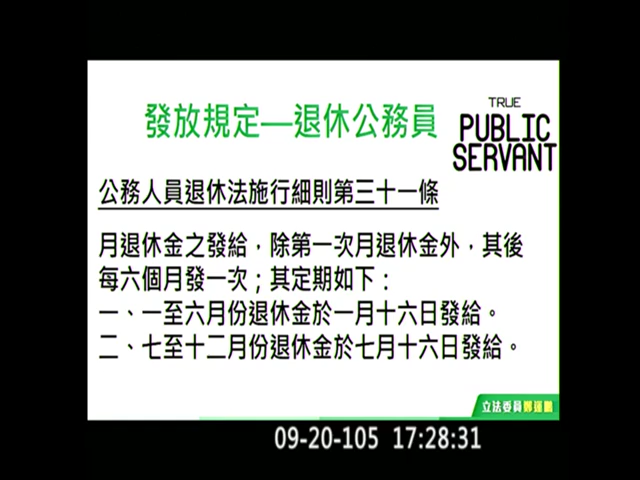 發放規定—退休公務員
TRUE
PUBLIC
SERVANT
公務人員退休法施行細則第三十一條
月退休金之發給，除第一次月退休金外，其後
每六個月發一次；其定期如下：
一、一至六月份退休金於一月十六日發給。
二、七至十二月份退休金於七月十六日發給。
立法委員鄭運鵬
09-20-105 17:28:31